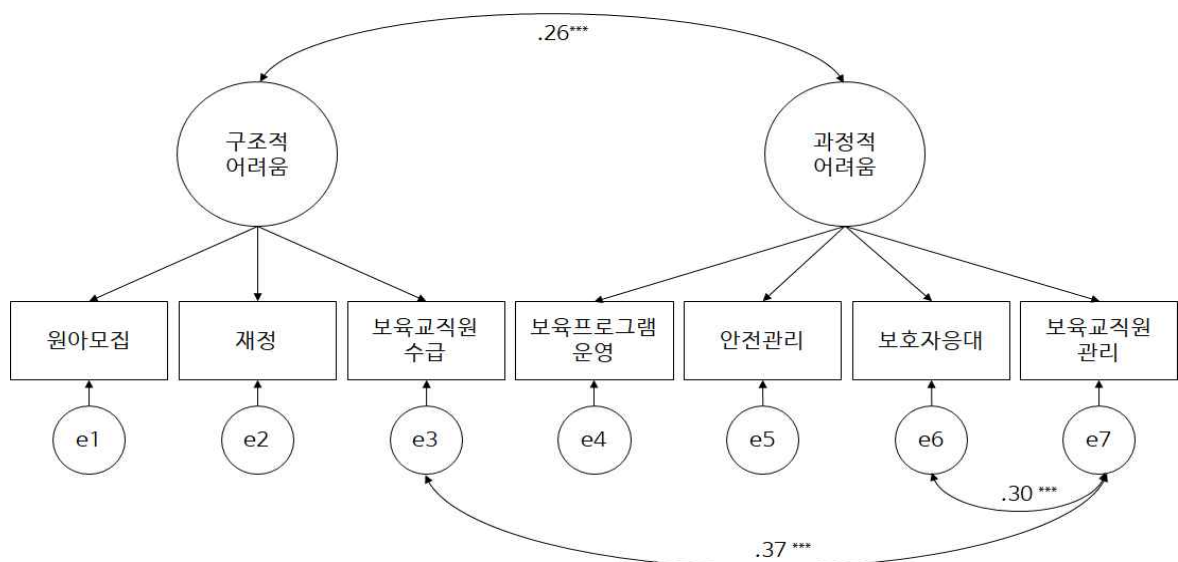 .26***
구조적
어려움
과정적
어려움
원아모집
재정
보육교직원
수급
보육프로그램
운영
안전관리
보호자응대
보육교직원
관리
e1
e2
e3
e4
e5
e6
e7
.30 ***
.37 ***